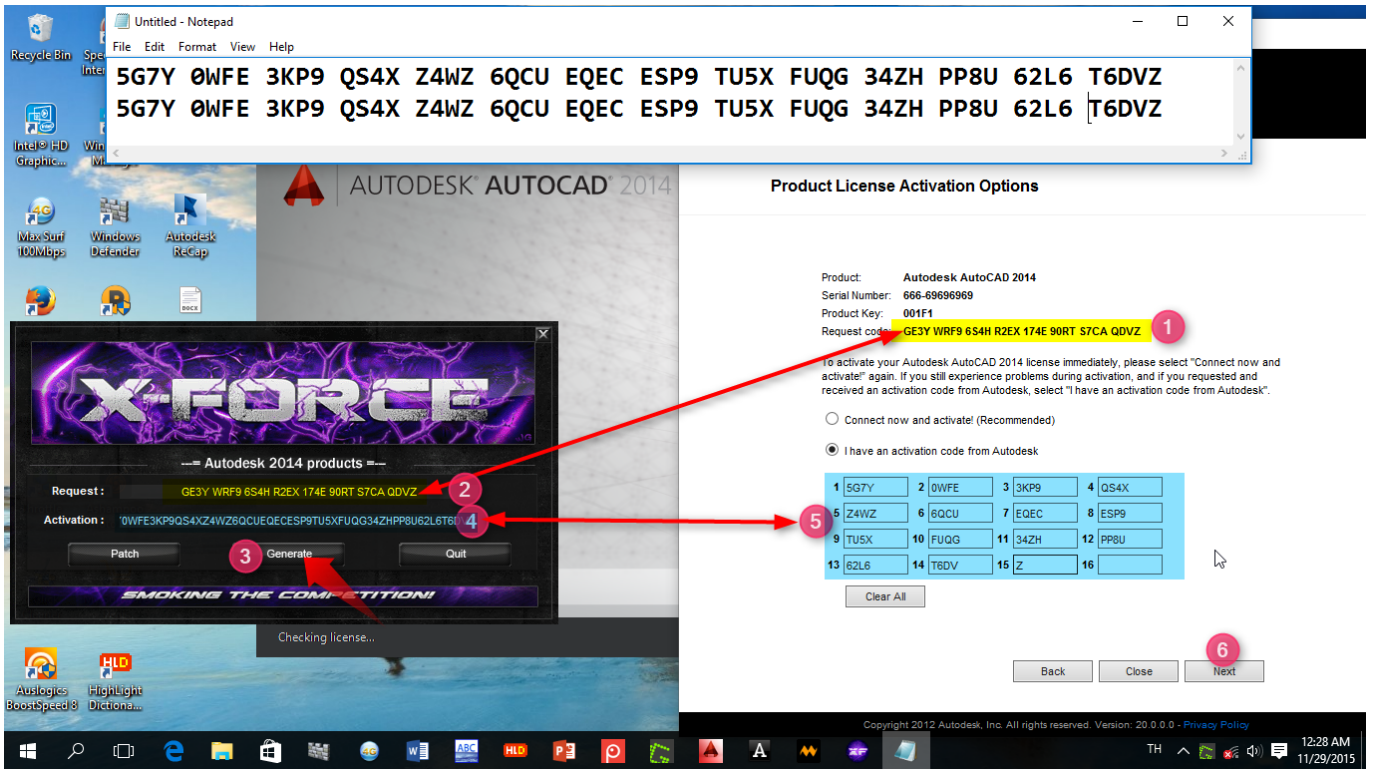 Untitled - Notepad
File Edit Format View Help
5G7Y 0WFE 3KP9 QS4X Z4WZ 6QCU EQEC ESP9 TU5X FUQG 34ZH PP8U 62L6 T6DVZ
5G7Y 0WFE 3KP9 QS4X Z4WZ 6QCU EQEC ESP9 TU5X FUQG 34ZH PP8U 62L6 T6DVZ
Recycle Bin
Intel® HD
Graphic...
Max Surf
100Mbps
Windows
Defender
Autodesk
ReCap
DOCX
AUTODESK® AUTOCAD® 2014
Product License Activation Options
Product: Autodesk AutoCAD 2014
Serial Number: 666-69696969
Product Key: 001F1
Request code: GE3Y WRF9 6S4H R2EX 174E 90RT S7CA QDVZ
1
To activate your Autodesk AutoCAD 2014 license immediately, please select "Connect now and
activate!" again. If you still experience problems during activation, and if you requested and
received an activation code from Autodesk, select "I have an activation code from Autodesk".
Connect now and activate! (Recommended)
I have an activation code from Autodesk
1 5G7Y 2 0WFE 3 3KP9 4 QS4X
5 Z4WZ 6 6QCU 7 EQEC 8 ESP9
9 TU5X 10 FUQG 11 34ZH 12 PP8U
13 62L6 14 T6DV 15 Z 16
5
Clear All
6
Back Close Next
Copyright 2012 Autodesk, Inc. All rights reserved. Version: 20.0.0.0 - Privacy Policy
X
X-FORCE
---= Autodesk 2014 products =---
Request : GE3Y WRF9 6S4H R2EX 174E 90RT S7CA QDVZ
2
Activation : 0WFE3KP9QS4XZ4WZ6QCUEQECESP9TU5XFUQG34ZHPP8U62L6T6D
4
Patch Generate Quit
3
SMOKING THE COMPETITION!
Checking license...
Auslogics
BoostSpeed 8
HLD
HighLight
Dictiona...
4G
ABC
HLD
TH
12:28 AM
11/29/2015